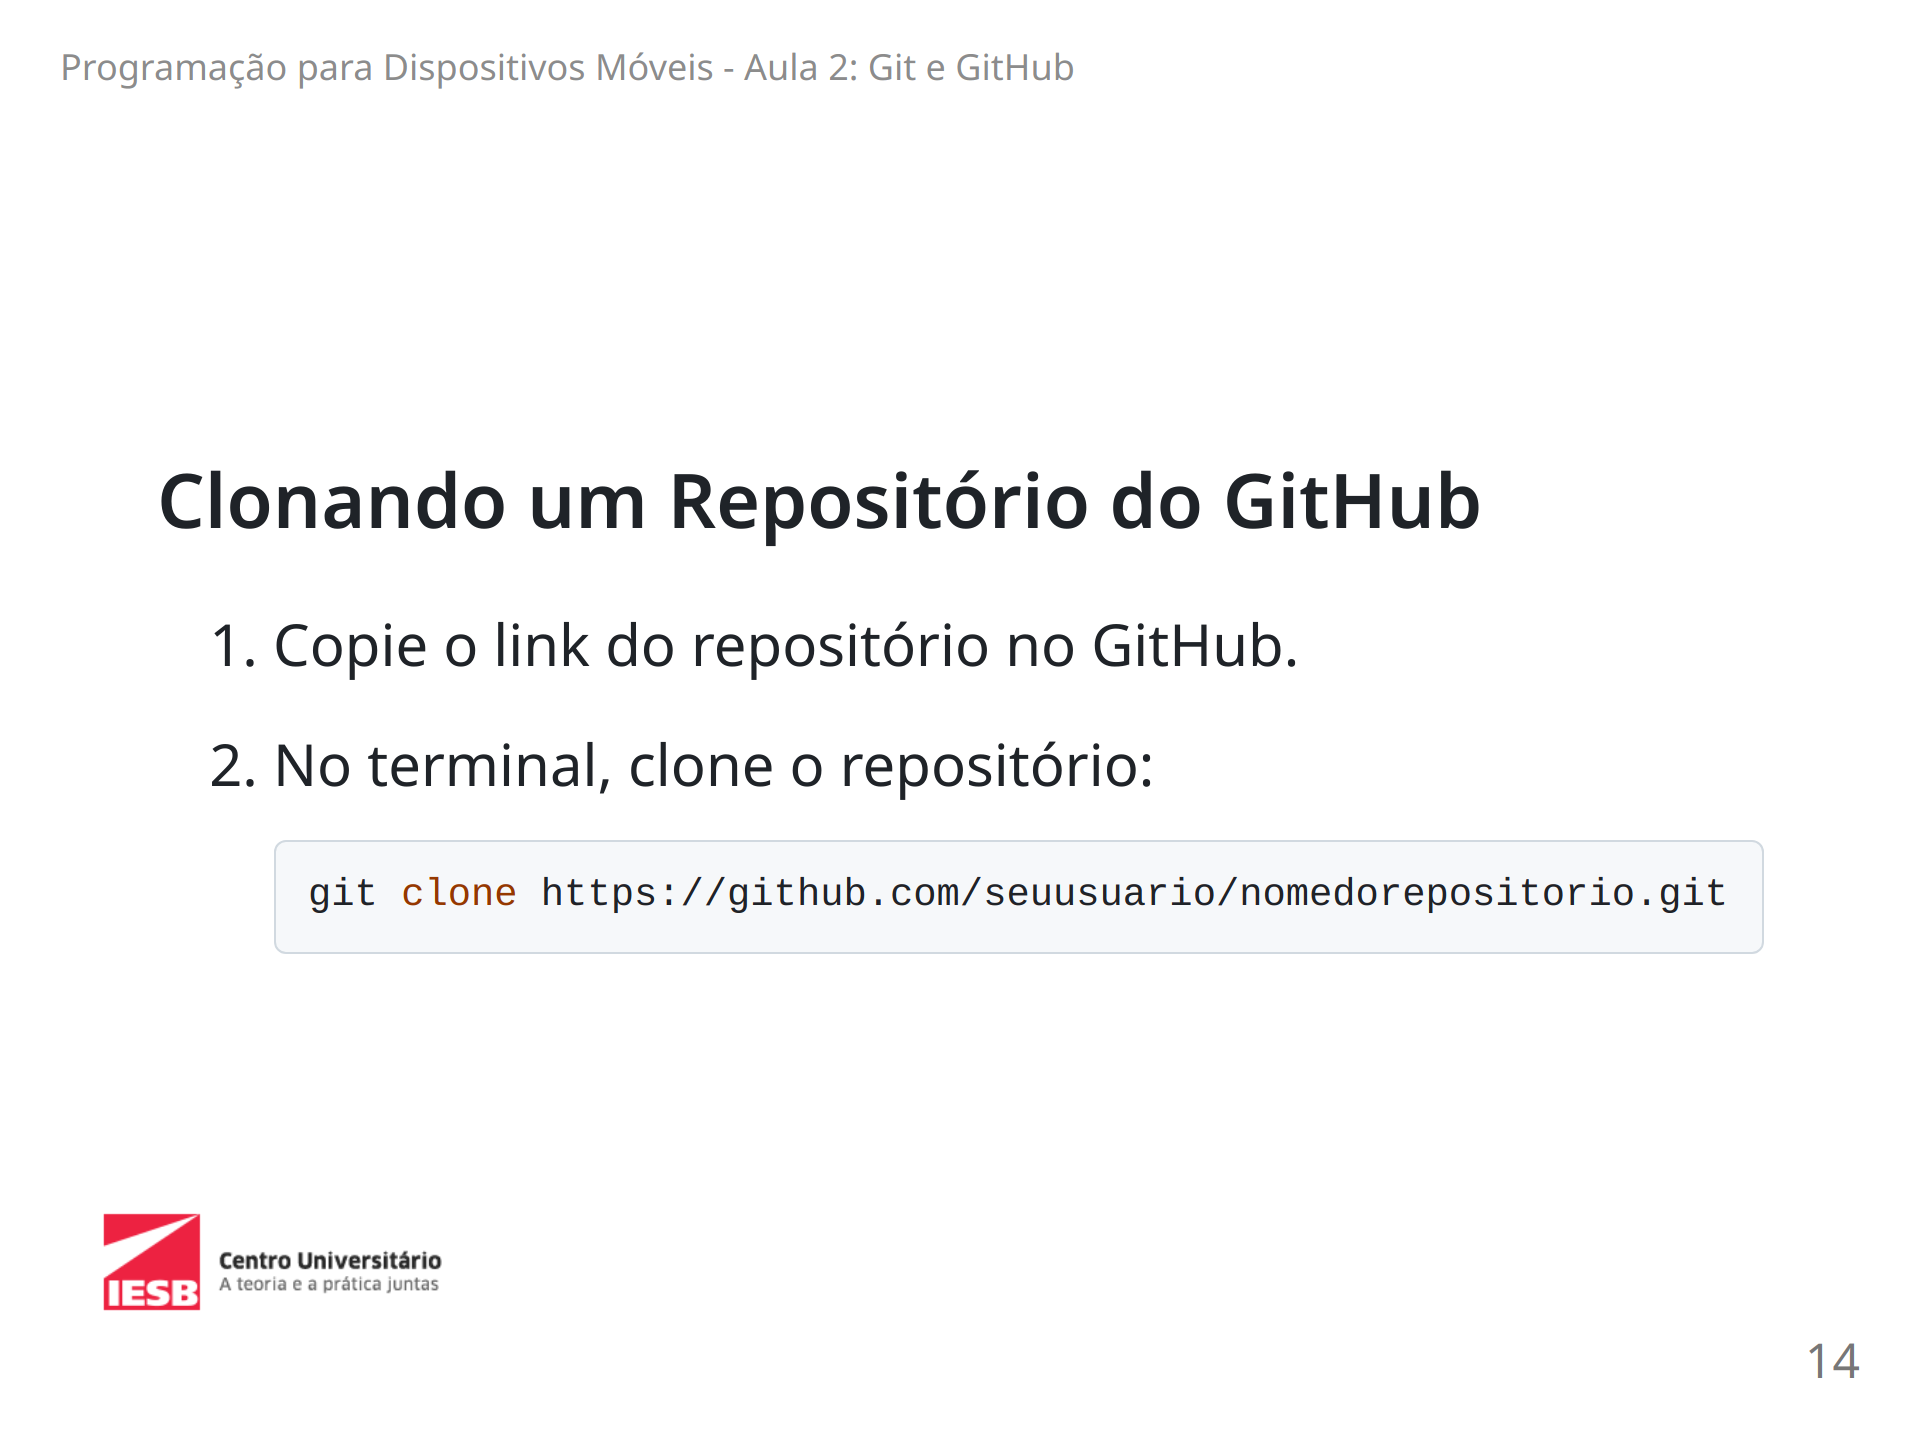 Programação para Dispositivos Móveis - Aula 2: Git e GitHub
Clonando um Repositório do GitHub
1. Copie o link do repositório no GitHub.
2. No terminal, clone o repositório:
git clone https://github.com/seuusuario/nomedorepositorio.git
IESB
Centro Universitário
A teoria e a prática juntas
14